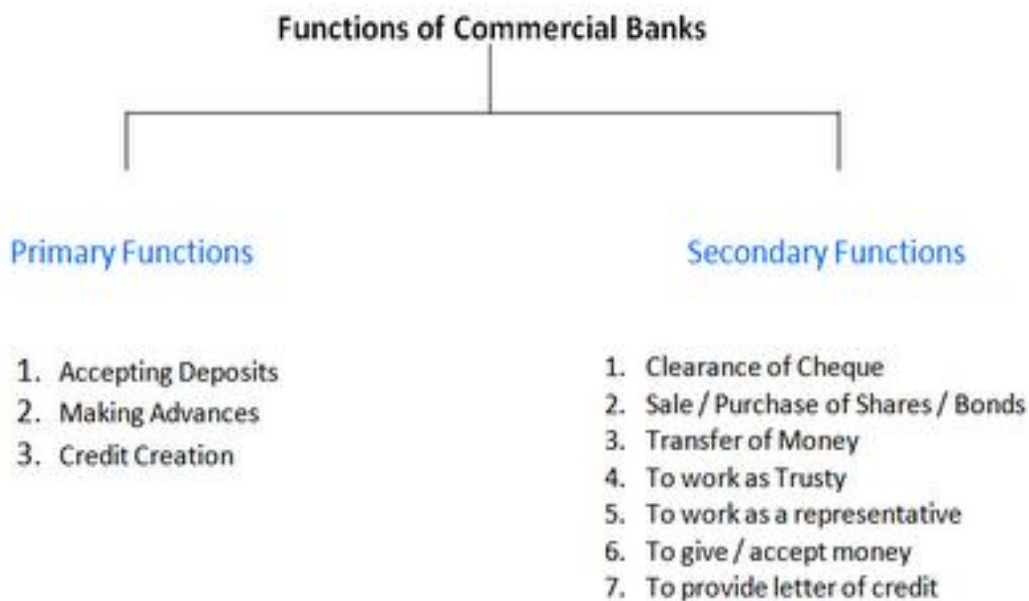 Functions of Commercial Banks
Primary Functions
1. Accepting Deposits
2. Making Advances
3. Credit Creation
Secondary Functions
1. Clearance of Cheque
2. Sale / Purchase of Shares / Bonds
3. Transfer of Money
4. To work as Trusty
5. To work as a representative
6. To give / accept money
7. To provide letter of credit